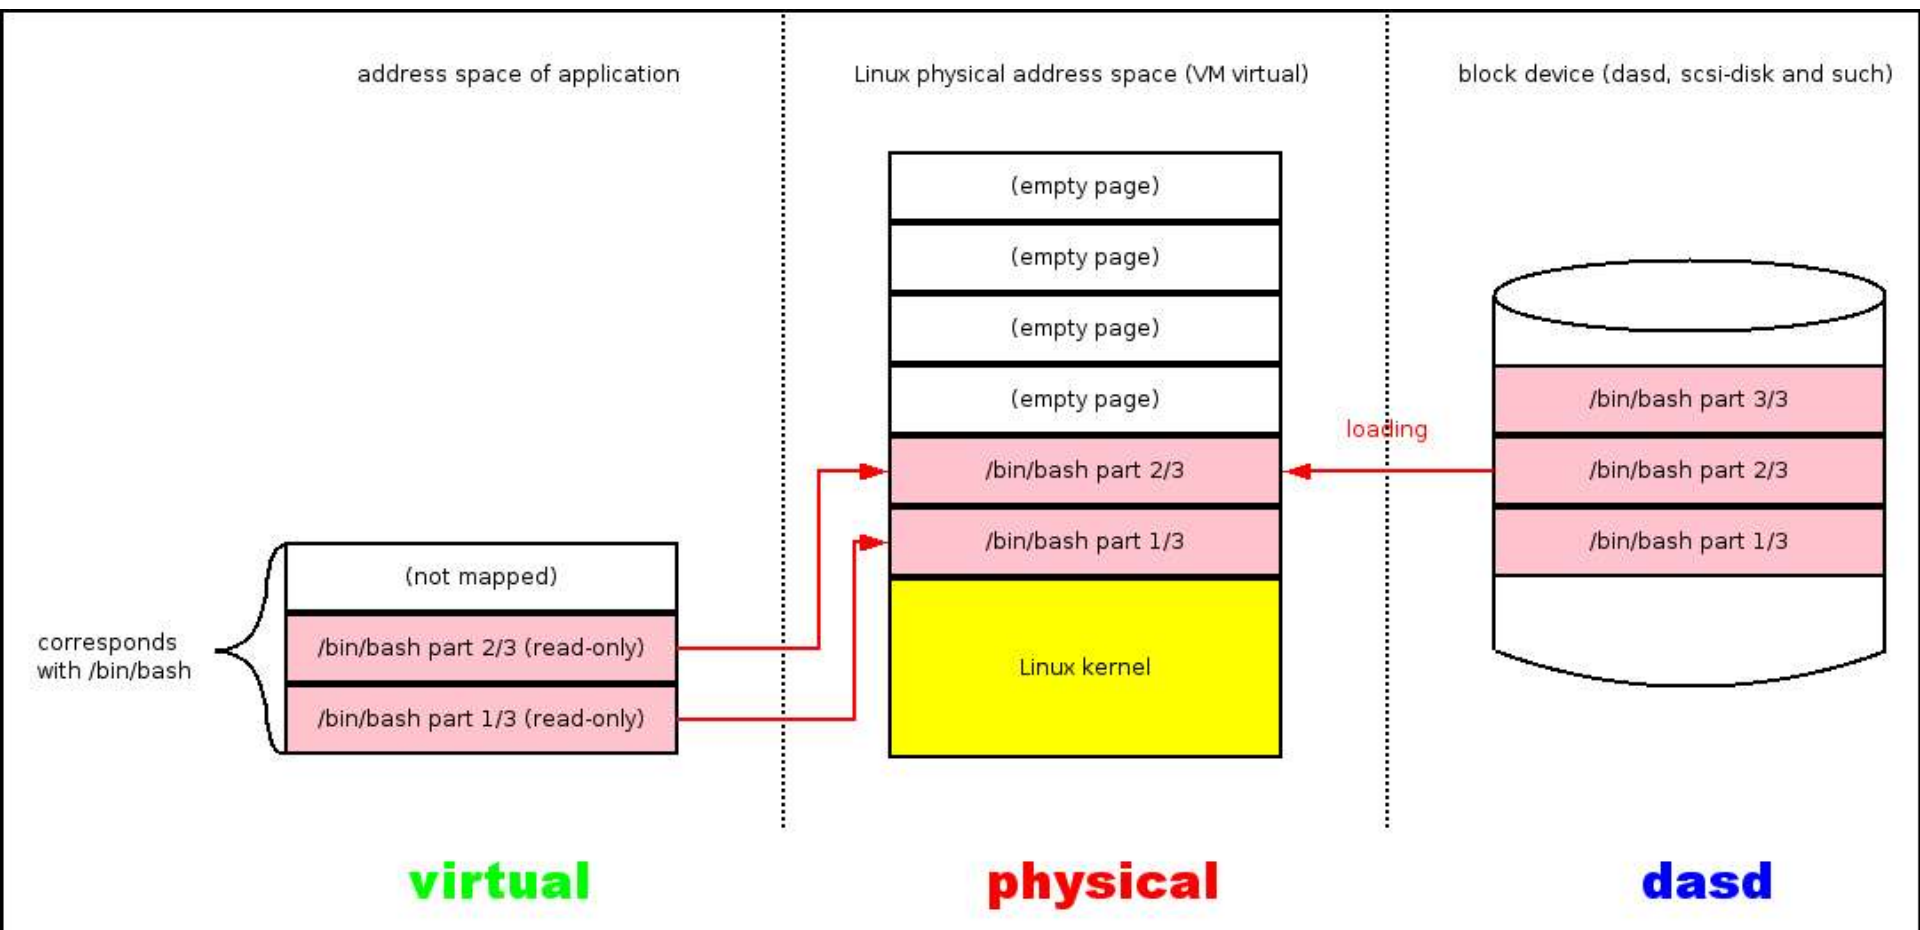 address space of application
Linux physical address space (VM virtual)
block device (dasd, scsi-disk and such)
(empty page)
(empty page)
(empty page)
(empty page)
/bin/bash part 2/3
/bin/bash part 1/3
Linux kernel
loading
/bin/bash part 3/3
/bin/bash part 2/3
/bin/bash part 1/3
(not mapped)
/bin/bash part 2/3 (read-only)
/bin/bash part 1/3 (read-only)
corresponds
with /bin/bash
virtual
physical
dasd